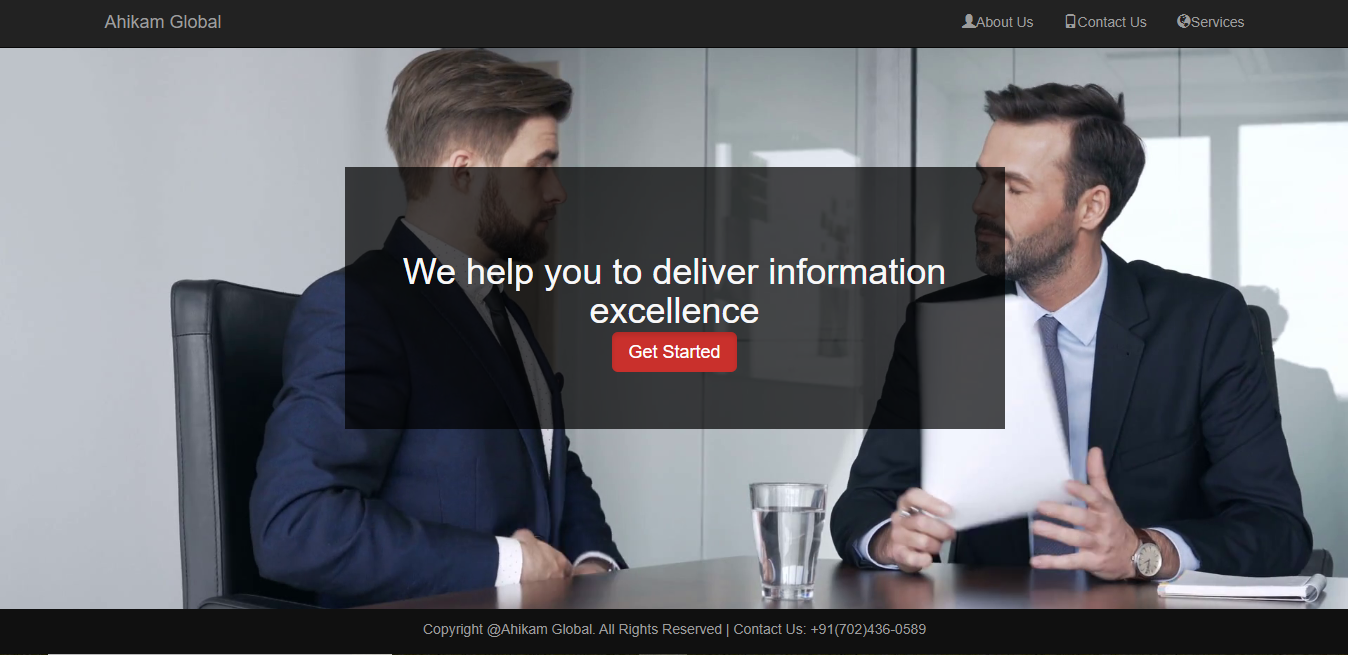 Ahikam Global
About Us
Contact Us
Services
We help you to deliver information
excellence
Get Started
Copyright @Ahikam Global. All Rights Reserved | Contact Us: +91(702)436-0589